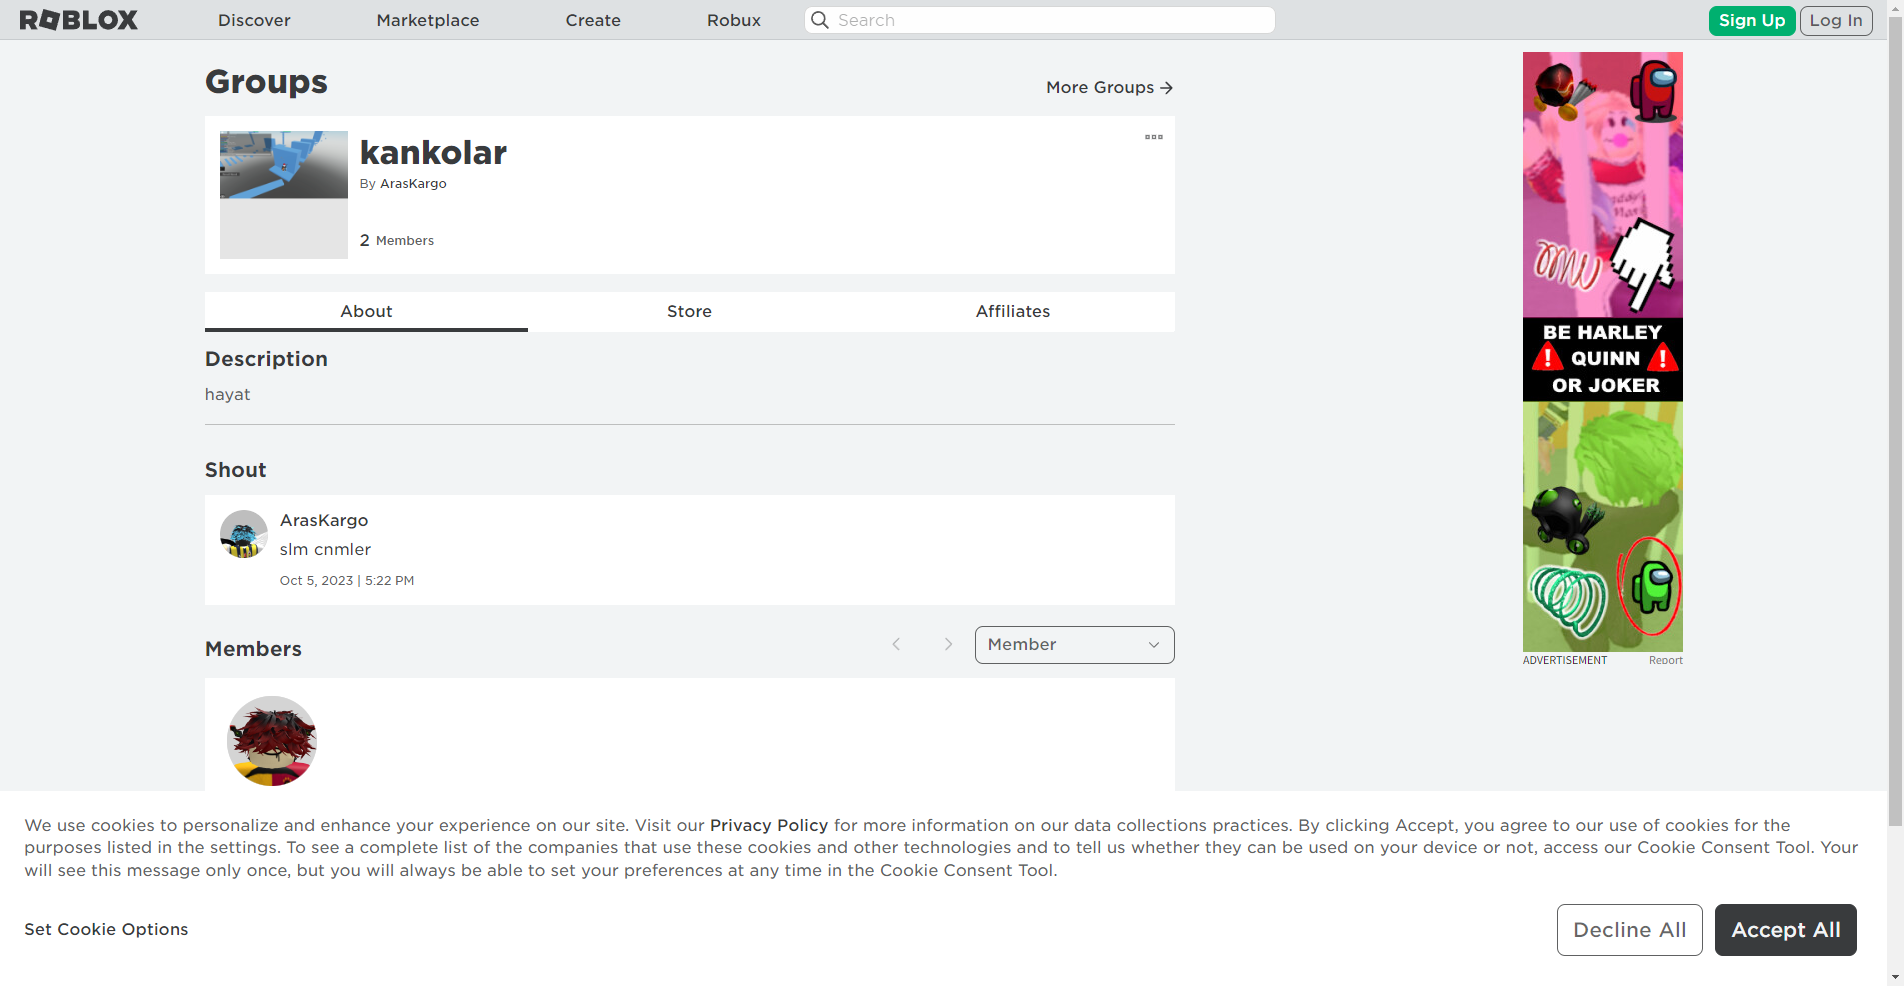 ROBLOX
Discover
Marketplace
Create
Robux
Search
Sign Up
Log In
Groups
More Groups
kankolar
By ArasKargo
2 Members
About
Store
Affiliates
Description
hayat
Shout
ArasKargo
slm cnmler
Oct 5, 2023 | 5:22 PM
Members
Member
BE HARLEY
QUINN
OR JOKER
ADVERTISEMENT
Report
We use cookies to personalize and enhance your experience on our site. Visit our Privacy Policy for more information on our data collections practices. By clicking Accept, you agree to our use of cookies for the
purposes listed in the settings. To see a complete list of the companies that use these cookies and other technologies and to tell us whether they can be used on your device or not, access our Cookie Consent Tool. Your
will see this message only once, but you will always be able to set your preferences at any time in the Cookie Consent Tool.
Set Cookie Options
Decline All
Accept All